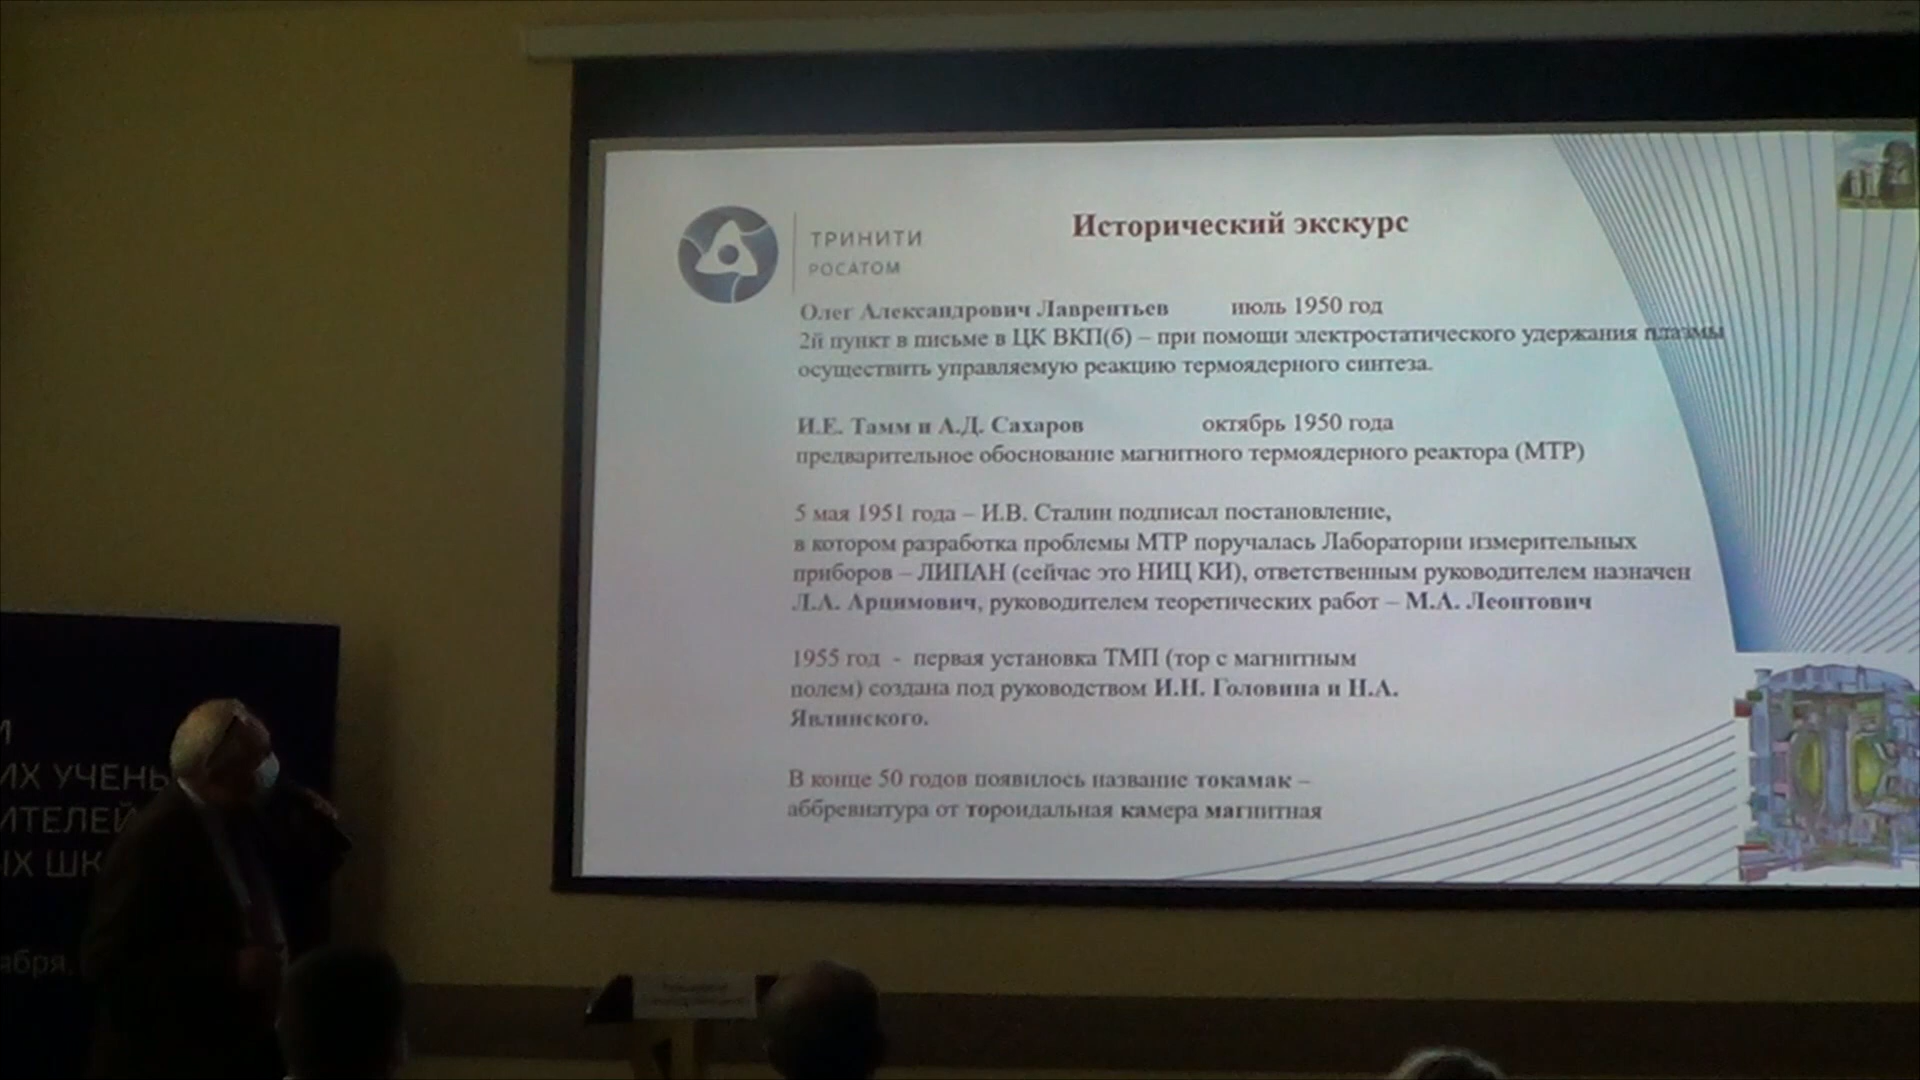 ТРИНИТИ
РОСАТОМ
Исторический экскурс
Олег Александрович Лаврентьев июль 1950 год
2й пункт в письме в ЦК ВКП(б) – при помощи электростатического удержания плазмы
осуществить управляемую реакцию термоядерного синтеза.
И.Е. Тамм и А.Д. Сахаров октябрь 1950 года
предварительное обоснование магнитного термоядерного реактора (МТР)
5 мая 1951 года – И.В. Сталин подписал постановление,
в котором разработка проблемы МТР поручалась Лаборатории измерительных
приборов – ЛИПАН (сейчас это НИЦ КИ), ответственным руководителем назначен
Л.А. Арцимович, руководителем теоретических работ – М.А. Леонтович
1955 год - первая установка ТМП (тор с магнитным
полем) создана под руководством И.Н. Головина и Н.А.
Явлинского.
В конце 50 годов появилось название токамак –
аббревиатура от тороидальная камера магнитная
И
ИХ УЧЕНЬ
ИТЕЛЕЙ
ЫХ ШК
ября,